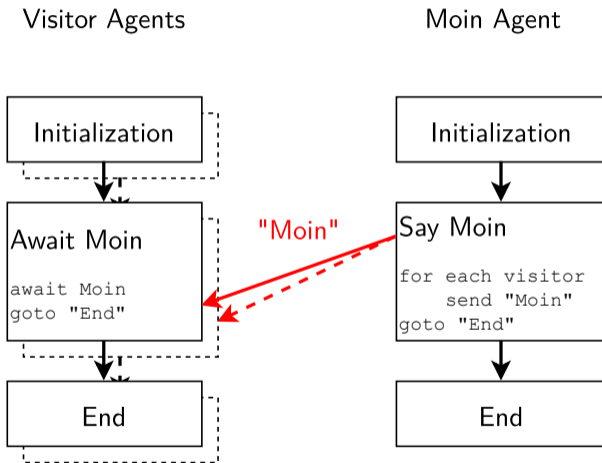 Visitor Agents
Moin Agent
Initialization
Initialization
Await Moin
await Moin
goto "End"
"Moin"
Say Moin
for each visitor
send "Moin"
goto "End"
End
End